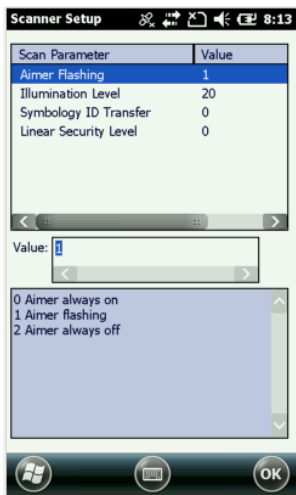 Scanner Setup 8:13
Scan Parameter Value
Aimer Flashing 1
Illumination Level 20
Symbology ID Transfer 0
Linear Security Level 0
Value: 1
0 Aimer always on
1 Aimer flashing
2 Aimer always off
OK